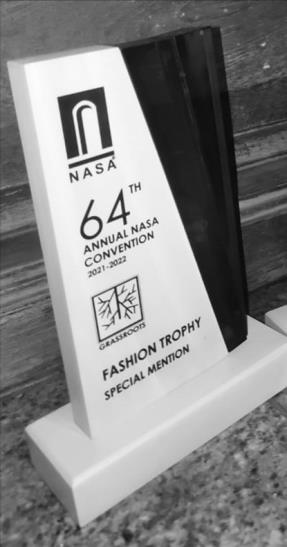 NASA
64TH
ANNUAL NASA
CONVENTION
2021-2022
GRASSROOTS
FASHION TROPHY
SPECIAL MENTION